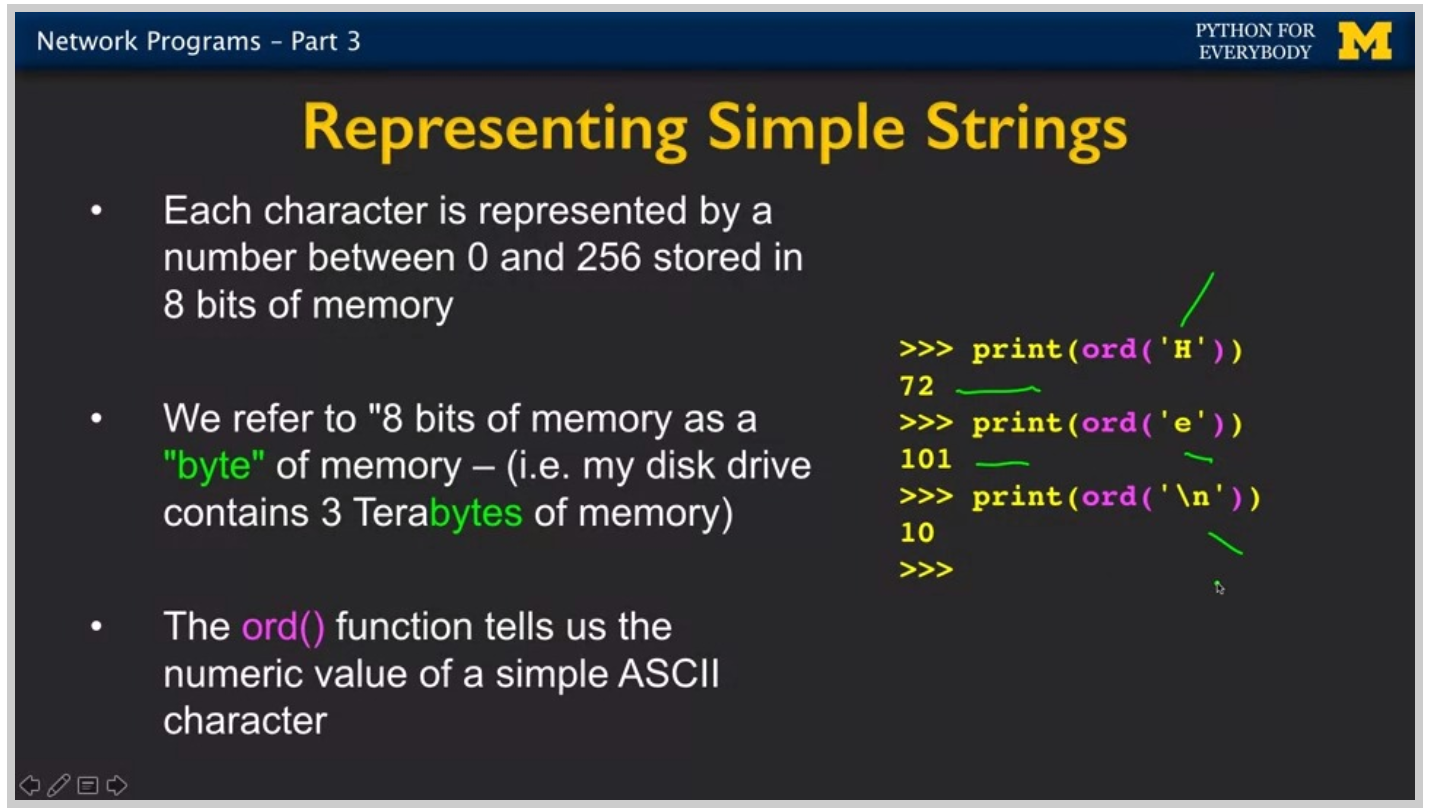 Network Programs – Part 3
PYTHON FOR
EVERYBODY
M
Representing Simple Strings
• Each character is represented by a
number between 0 and 256 stored in
8 bits of memory
• We refer to "8 bits of memory as a
"byte" of memory – (i.e. my disk drive
contains 3 Terabytes of memory)
• The ord() function tells us the
numeric value of a simple ASCII
character
>>> print(ord('H'))
72
>>> print(ord('e'))
101
>>> print(ord('\n'))
10
>>>